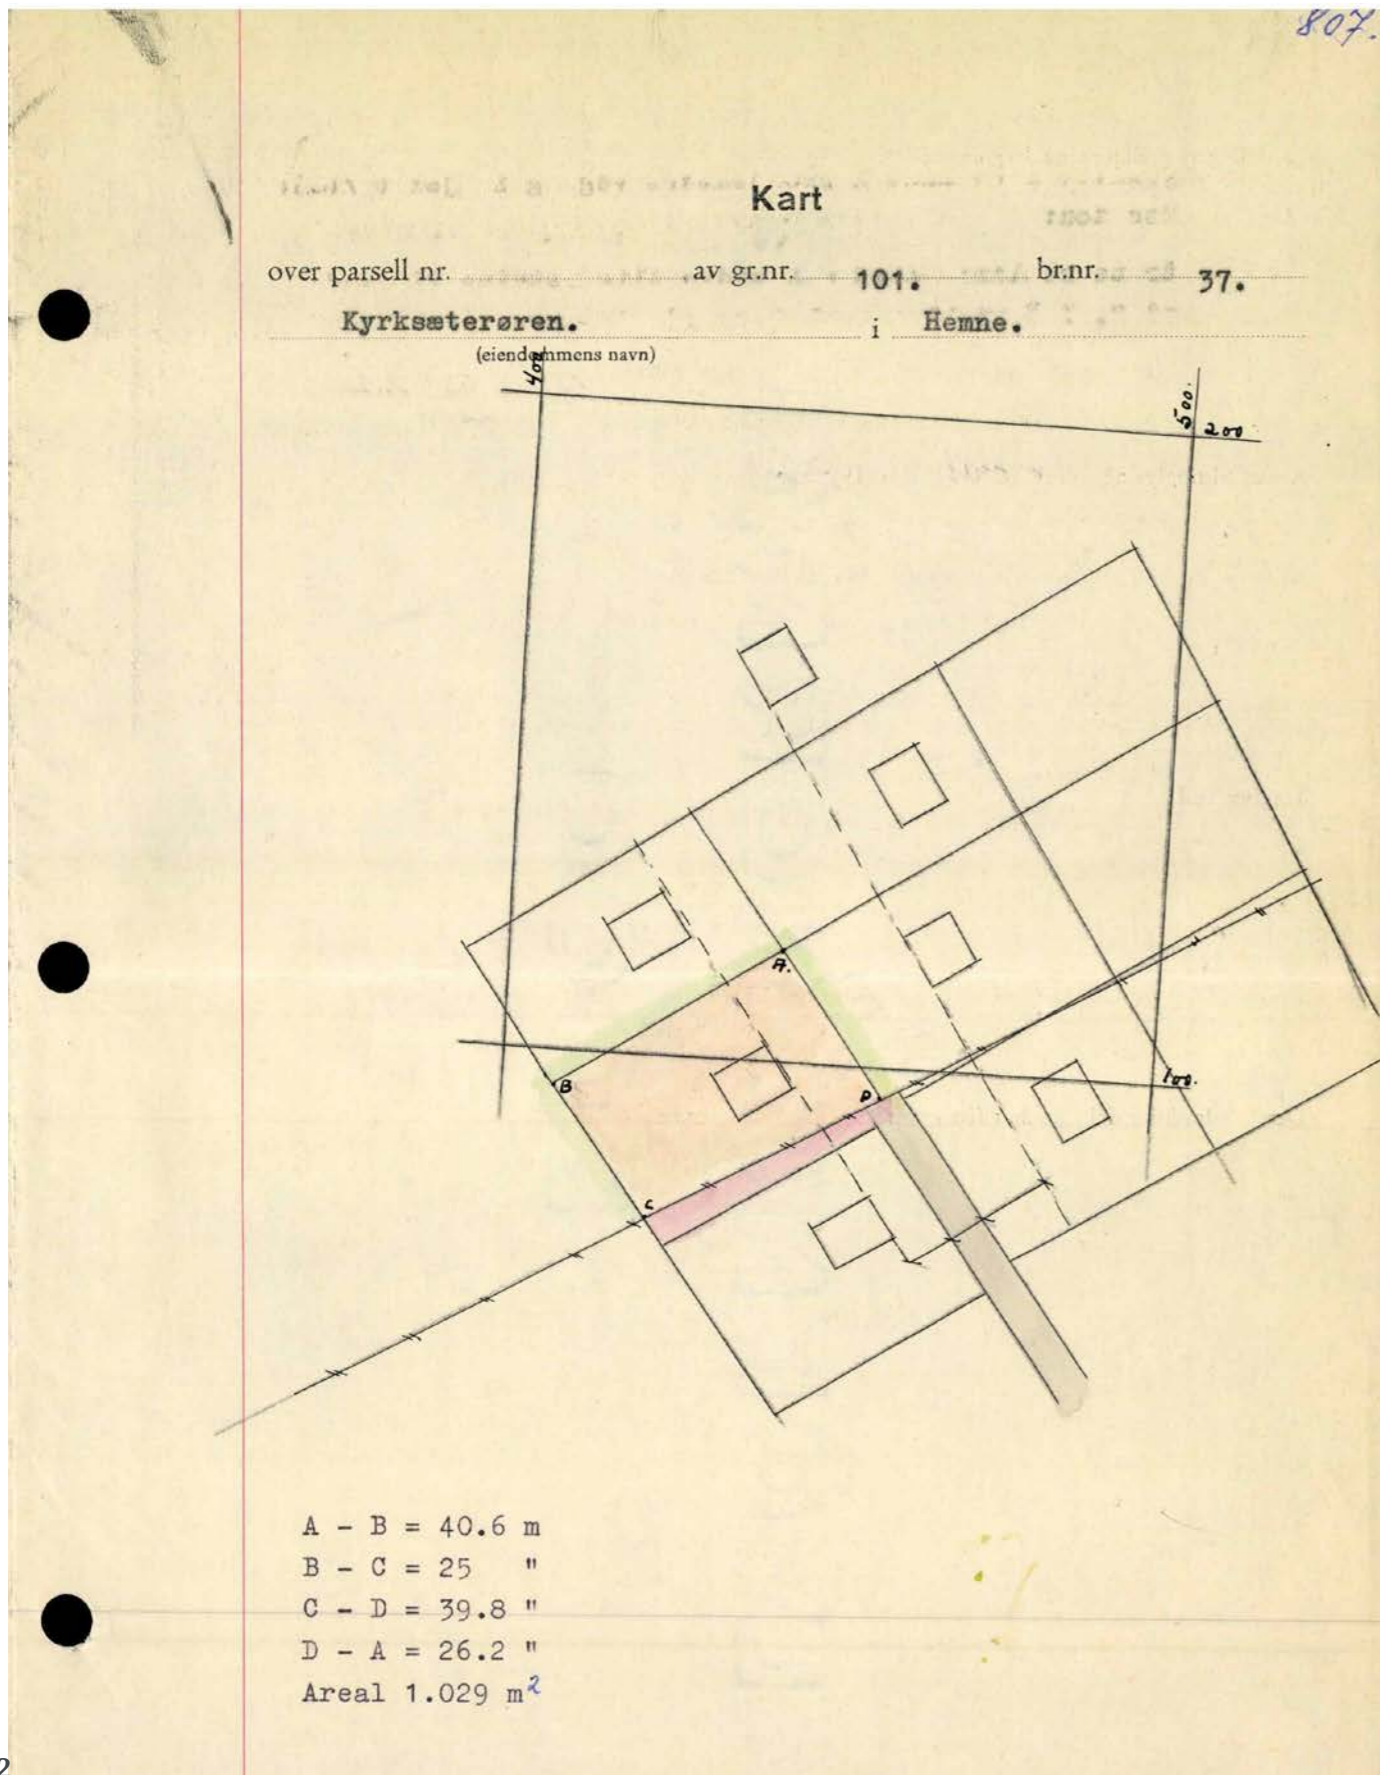 807.
Kart
over parsell nr. av gr.nr. 101. br.nr. 37.
Kyrksæterøren. i Hemne.
(eiendommens navn)
400
500.
200
A.
B
D
100.
C
A - B = 40.6 m
B - C = 25 "
C - D = 39.8 "
D - A = 26.2 "
Areal 1.029 m²
2